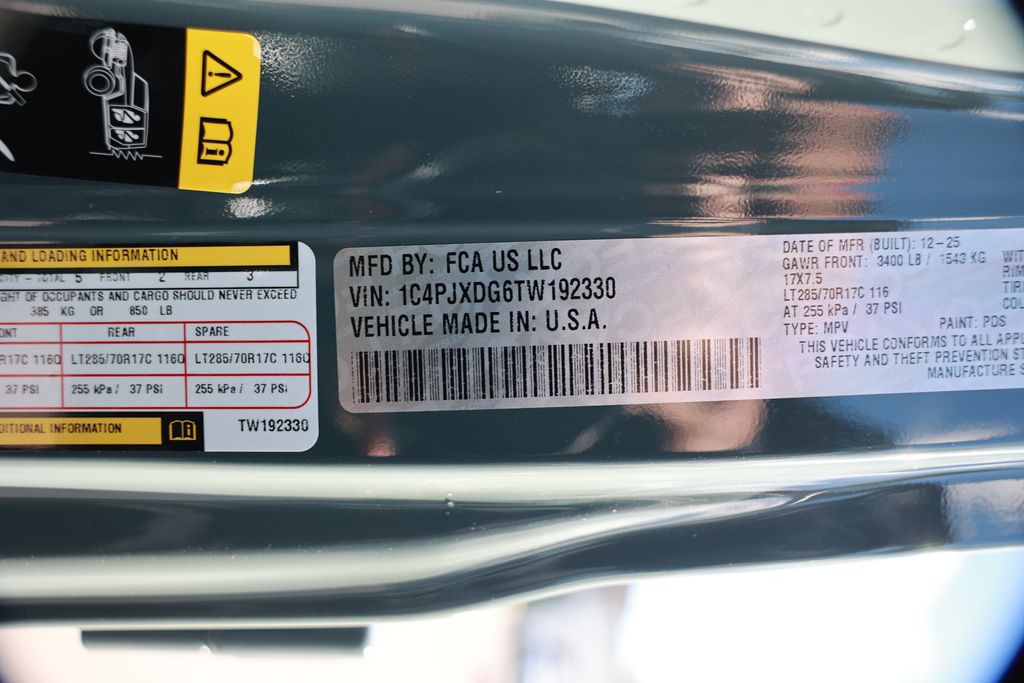 AND LOADING INFORMATION
TOTAL 5 FRONT 2 REAR 3
GHT OF OCCUPANTS AND CARGO SHOULD NEVER EXCEED
385 KG OR 850 LB
ONT REAR SPARE
R17C 116Q LT285/70R17C 116Q LT285/70R17C 116Q
37 PSI 255 kPa / 37 PSI 255 kPa / 37 PSI
DITIONAL INFORMATION
TW192330
MFD BY: FCA US LLC
VIN: 1C4PJXDG6TW192330
VEHICLE MADE IN: U.S.A.
DATE OF MFR (BUILT): 12-25
GAWR FRONT: 3400 LB / 1543 KG WIT
17X7.5 RIM
LT285/70R17C 116 TIRE
AT 255 kPa / 37 PSI COL
TYPE: MPV PAINT: PDS
THIS VEHICLE CONFORMS TO ALL APPL
SAFETY AND THEFT PREVENTION ST
MANUFACTURE S